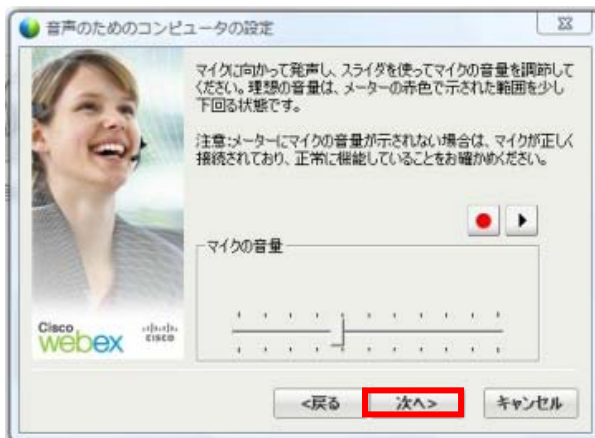 音声のためのコンピュータの設定
マイクに向かって発声し、スライダを使ってマイクの音量を調節して
ください。理想の音量は、メーターの赤色で示された範囲を少し
下回る状態です。
注意:メーターにマイクの音量が示されない場合は、マイクが正しく
接続されており、正常に機能していることをお確かめください。
マイクの音量
Cisco
webex
cisco
<戻る
次へ>
キャンセル